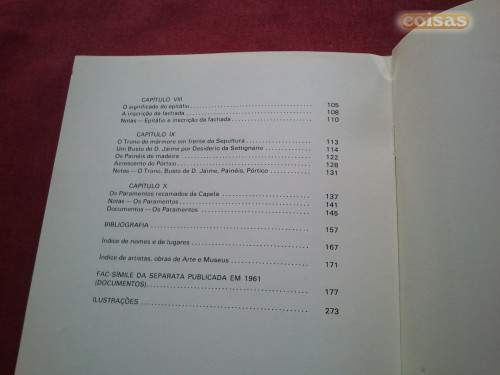 coisas
CAPÍTULO VIII
O significado do epitáfio 105
A inscrição da fachada 108
Notas — Epitáfio e inscrição da fachada 110
CAPÍTULO IX
O Trono de mármore em frente da Sepultura 113
Um Busto de D. Jaime por Desiderio da Settignano 114
Os Painéis de madeira 122
Acrescento do Pórtico 128
Notas — O Trono, Busto de D. Jaime, Painéis, Pórtico 131
CAPÍTULO X
Os Paramentos recamados da Capela 137
Notas — Os Paramentos 141
Documentos — Os Paramentos 145
BIBLIOGRAFIA 157
Índice de nomes e de lugares 167
Índice de artistas, obras de Arte e Museus 171
FAC-SÍMILE DA SEPARATA PUBLICADA EM 1961
(DOCUMENTOS) 177
ILUSTRAÇÕES 273